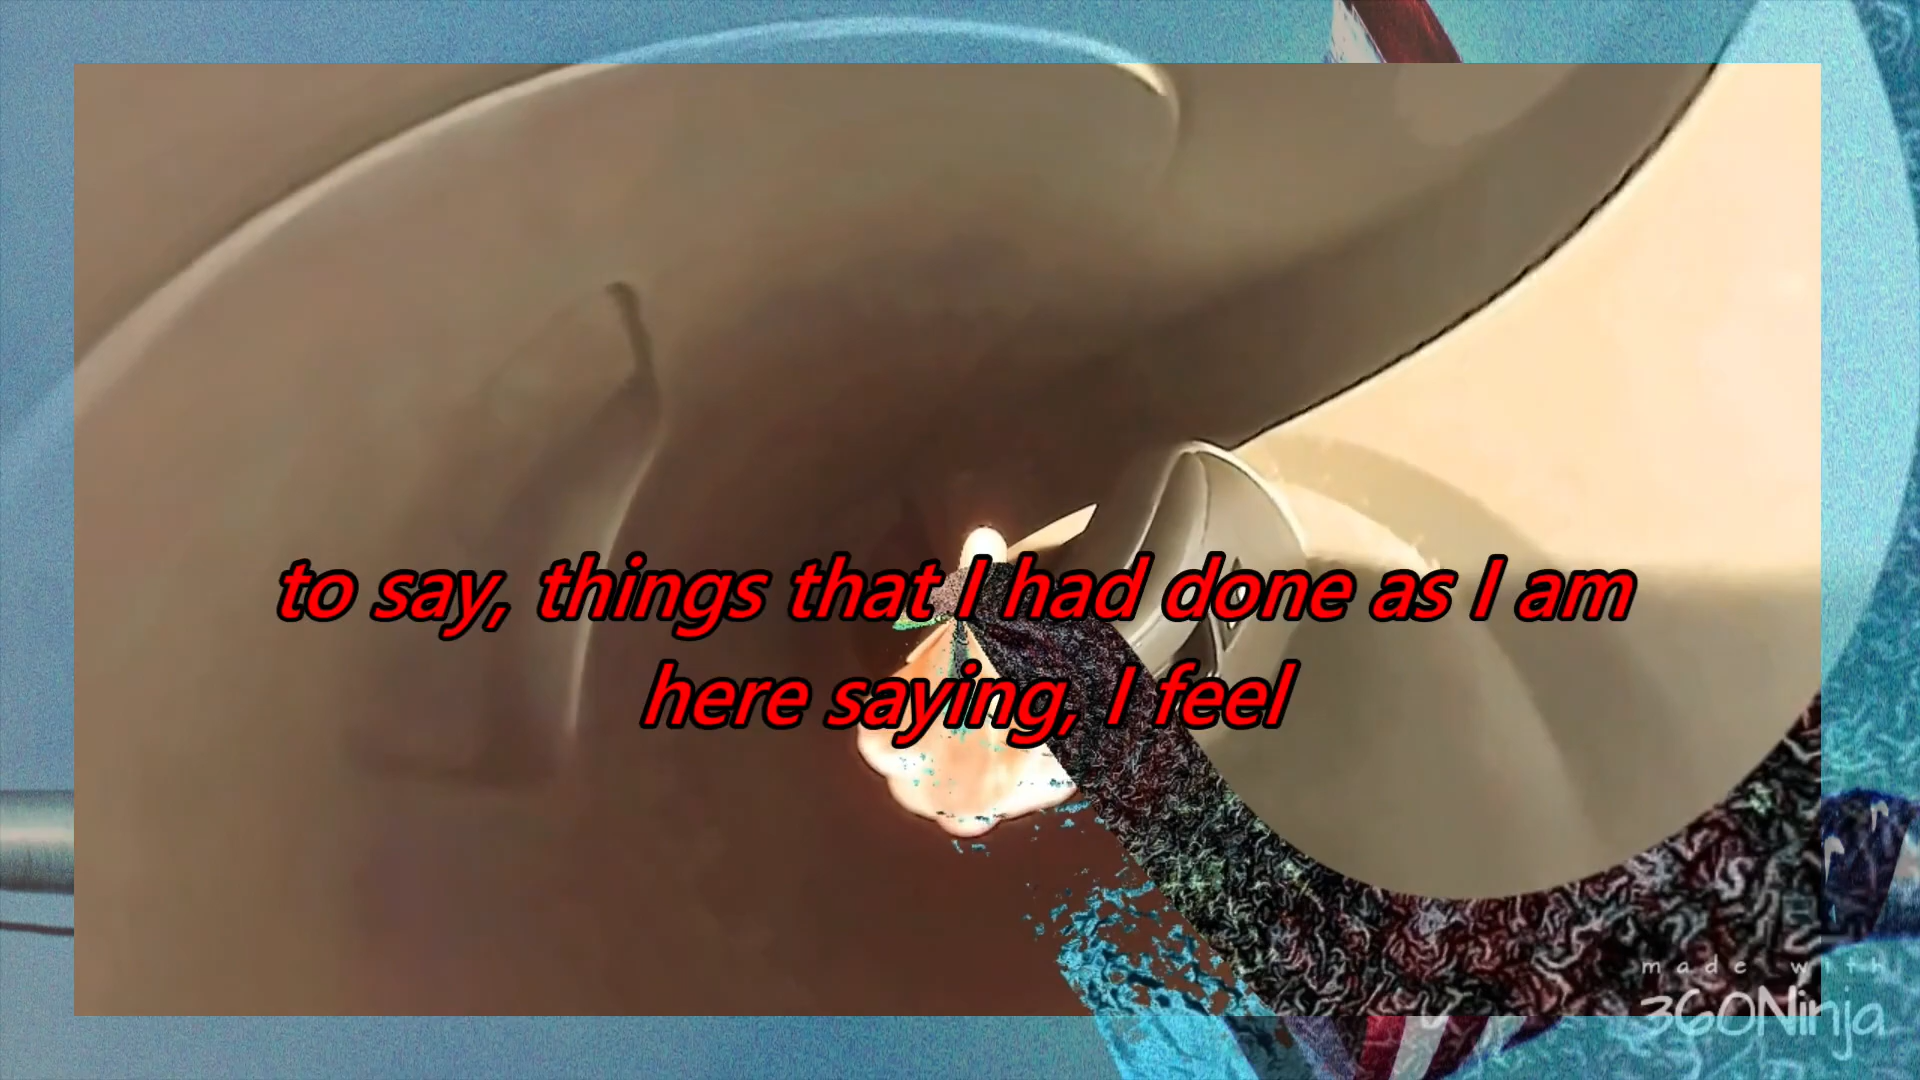 to say, things that I had done as I am
here saying, I feel
made with
360Ninja